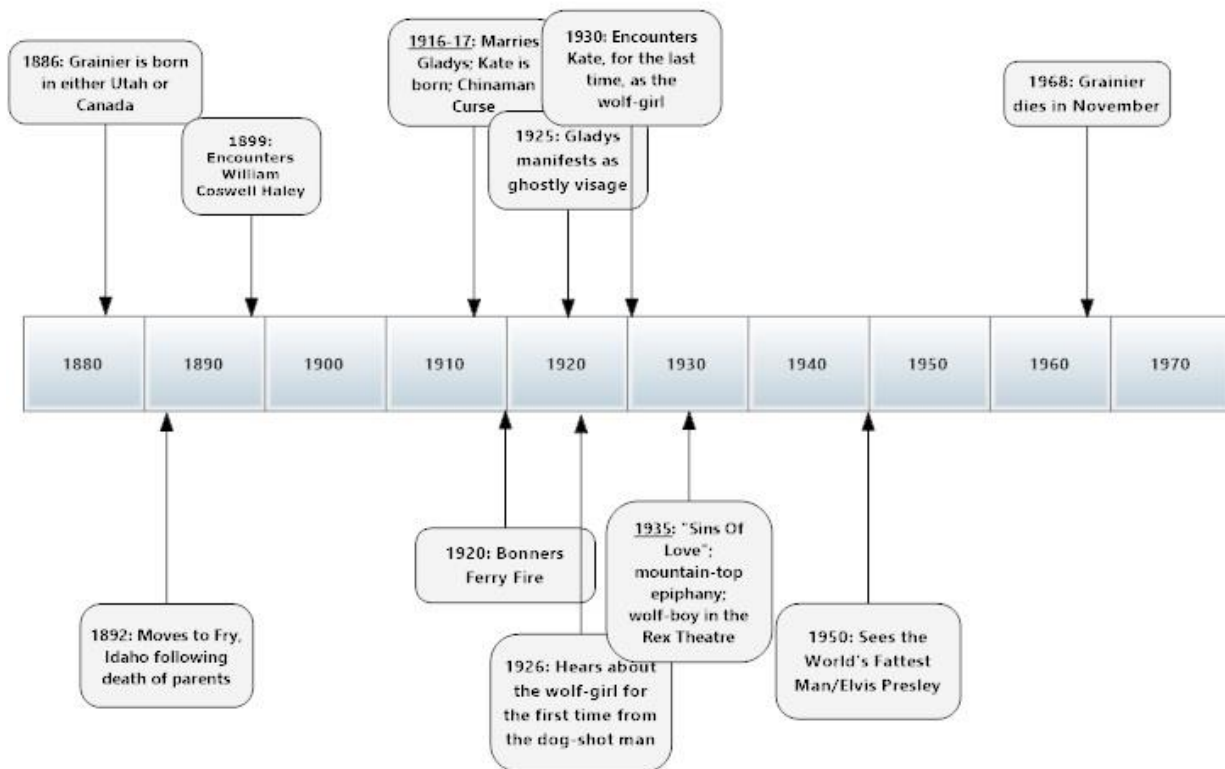 1886: Grainier is born
in either Utah or
Canada
1899:
Encounters
William
Coswell Haley
1916-17: Marries
Gladys; Kate is
born; Chinaman
Curse
1925: Gladys
manifests as
ghostly visage
1930: Encounters
Kate, for the last
time, as the
wolf-girl
1968: Grainier
dies in November
1880
1890
1900
1910
1920
1930
1940
1950
1960
1970
1892: Moves to Fry,
Idaho following
death of parents
1920: Bonners
Ferry Fire
1926: Hears about
the wolf-girl for
the first time from
the dog-shot man
1935: "Sins Of
Love";
mountain-top
epiphany;
wolf-boy in the
Rex Theatre
1950: Sees the
World's Fattest
Man/Elvis Presley